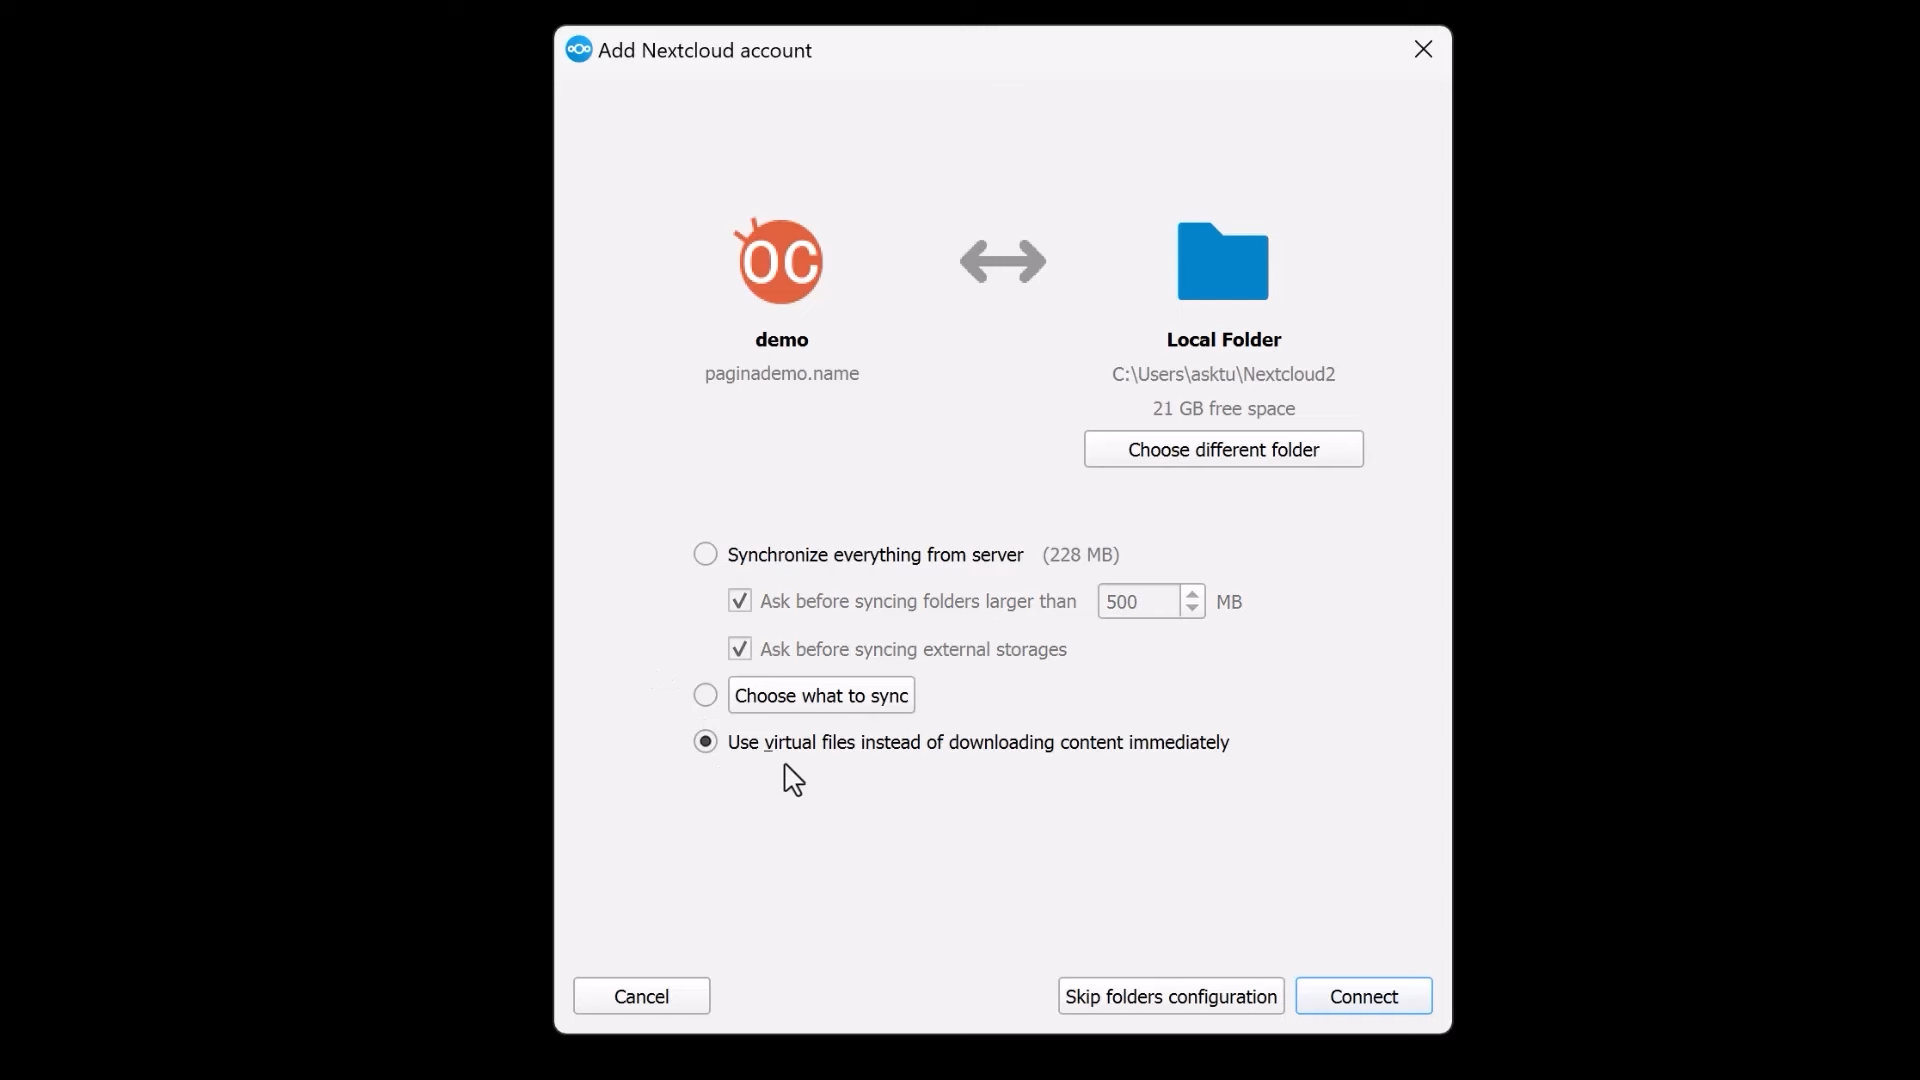 Add Nextcloud account
OC
demo
paginademo.name
Local Folder
C:\Users\asktu\Nextcloud2
21 GB free space
Choose different folder
Synchronize everything from server (228 MB)
Ask before syncing folders larger than 500 MB
Ask before syncing external storages
Choose what to sync
Use virtual files instead of downloading content immediately
Cancel
Skip folders configuration
Connect